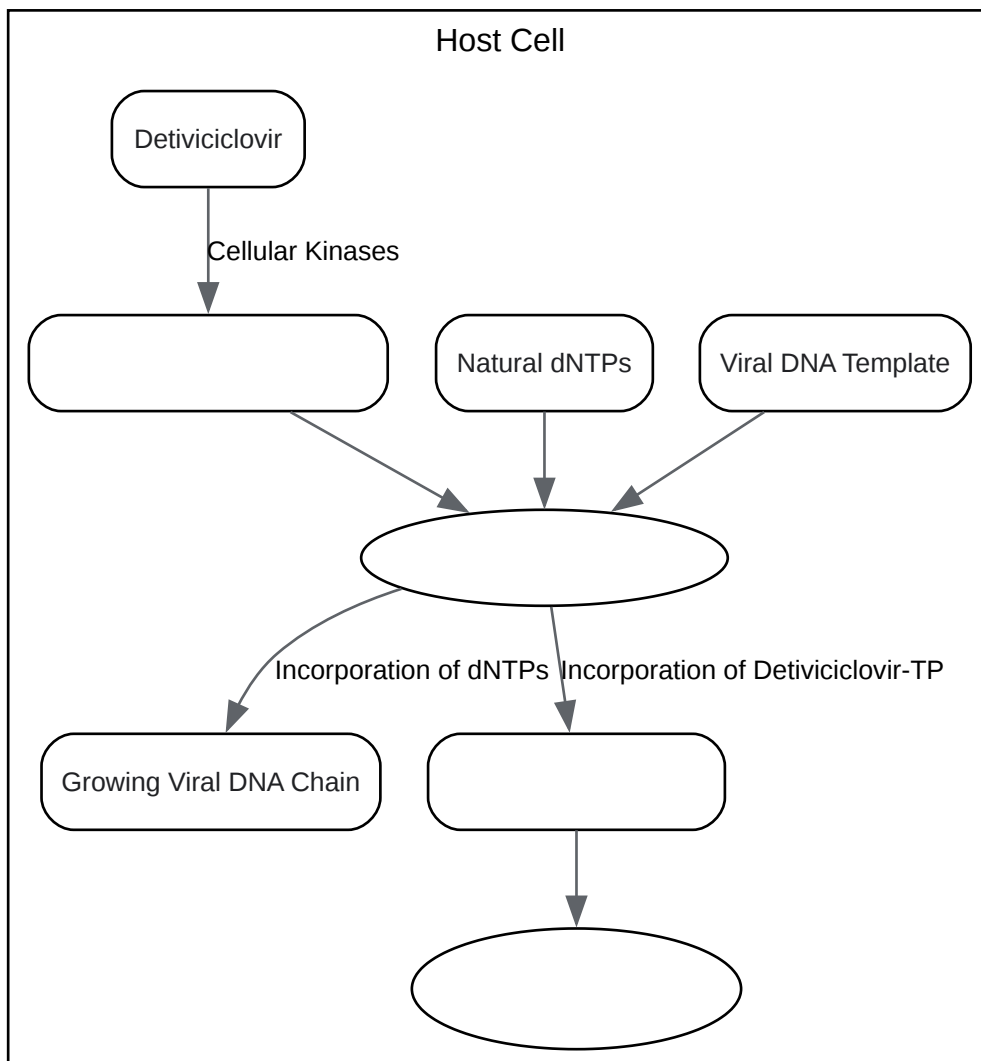 Host Cell
Detiviciclovir
Cellular Kinases
Natural dNTPs
Viral DNA Template
Incorporation of dNTPs
Incorporation of Detiviciclovir-TP
Growing Viral DNA Chain